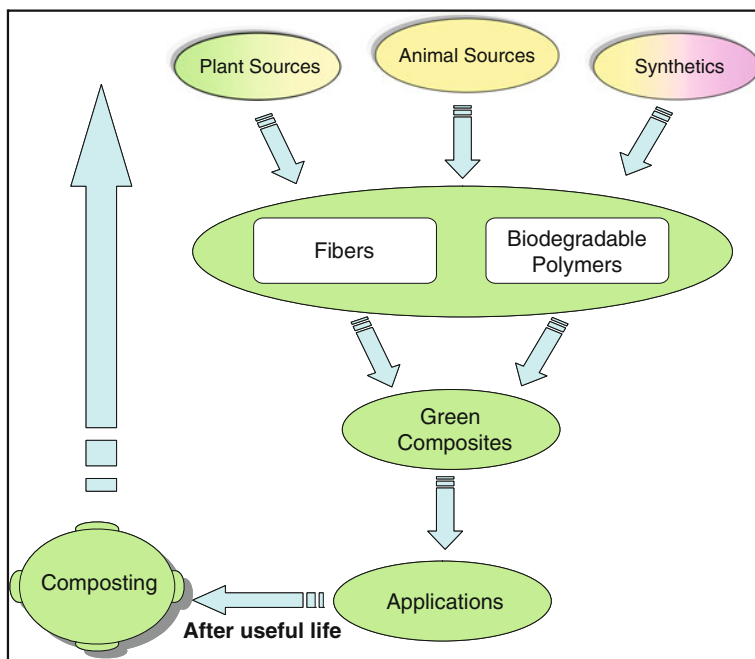 Plant Sources
Animal Sources
Synthetics
Fibers
Biodegradable
Polymers
Green
Composites
Composting
Applications
After useful life